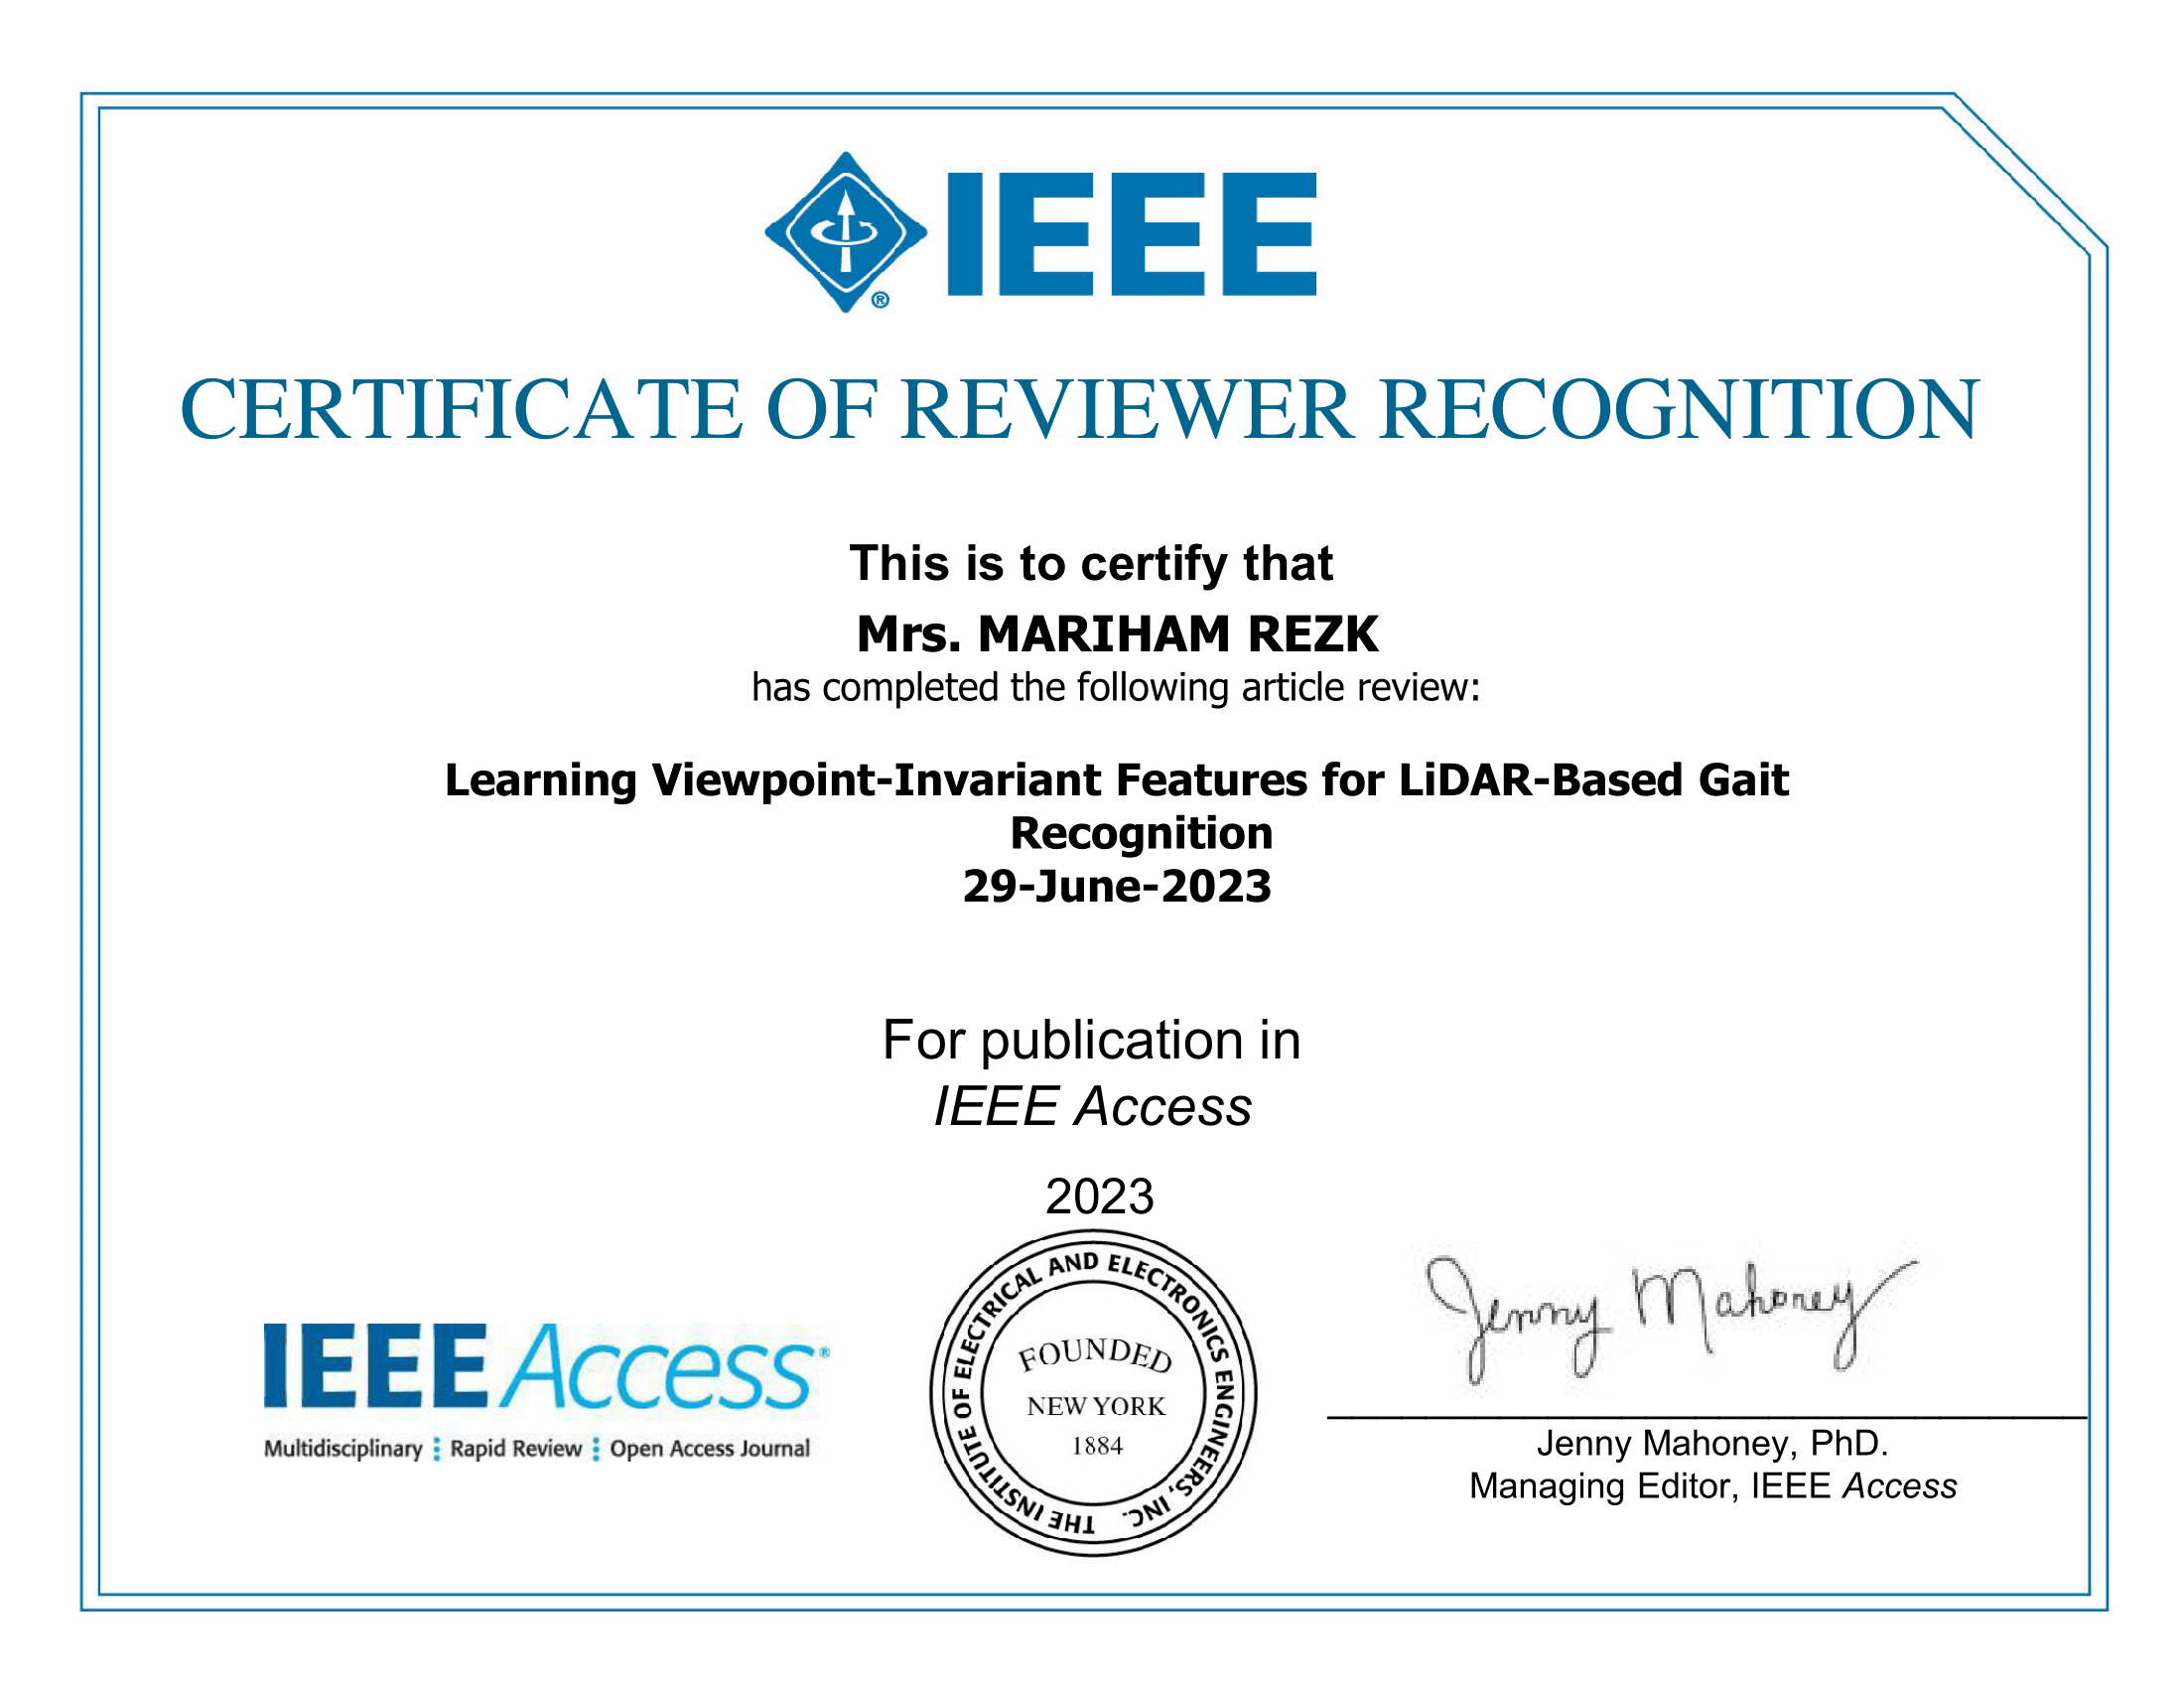 IEEE
®
CERTIFICATE OF REVIEWER RECOGNITION
This is to certify that
Mrs. MARIHAM REZK
has completed the following article review:
Learning Viewpoint-Invariant Features for LiDAR-Based Gait
Recognition
29-June-2023
For publication in
IEEE Access
2023
IEEE Access®
Multidisciplinary ⋮ Rapid Review ⋮ Open Access Journal
THE INSTITUTE OF ELECTRICAL AND ELECTRONICS ENGINEERS, INC.
FOUNDED
NEW YORK
1884
Jenny Mahoney
Jenny Mahoney, PhD.
Managing Editor, IEEE Access